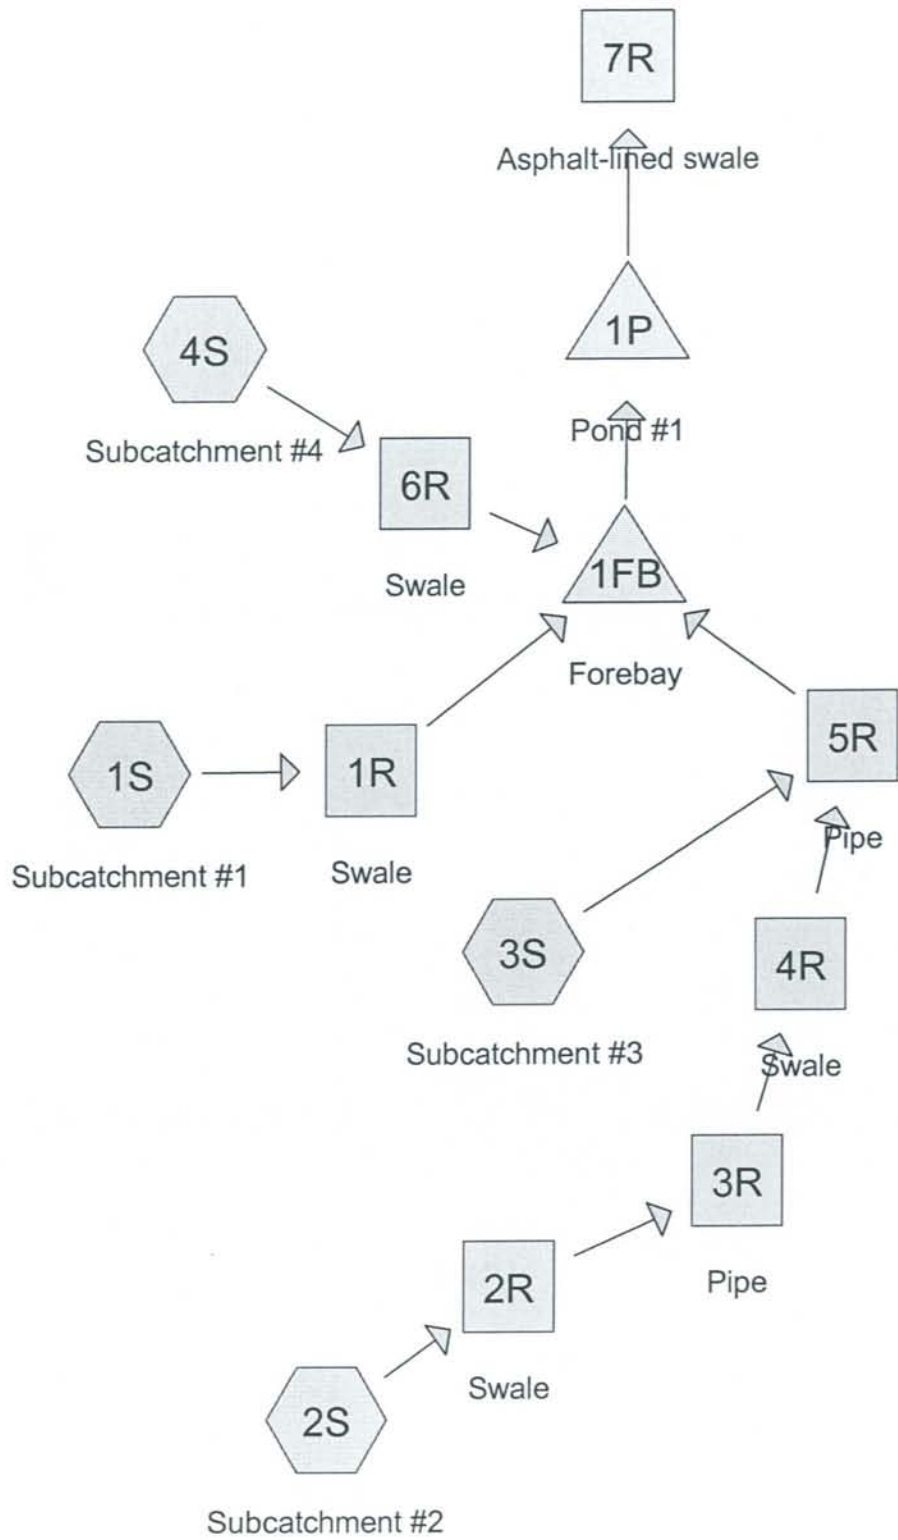 7R
Asphalt-lined swale
1P
Pond #1
4S
Subcatchment #4
6R
Swale
1FB
Forebay
5R
Pipe
1S
Subcatchment #1
1R
Swale
3S
Subcatchment #3
4R
Swale
3R
Pipe
2R
Swale
2S
Subcatchment #2